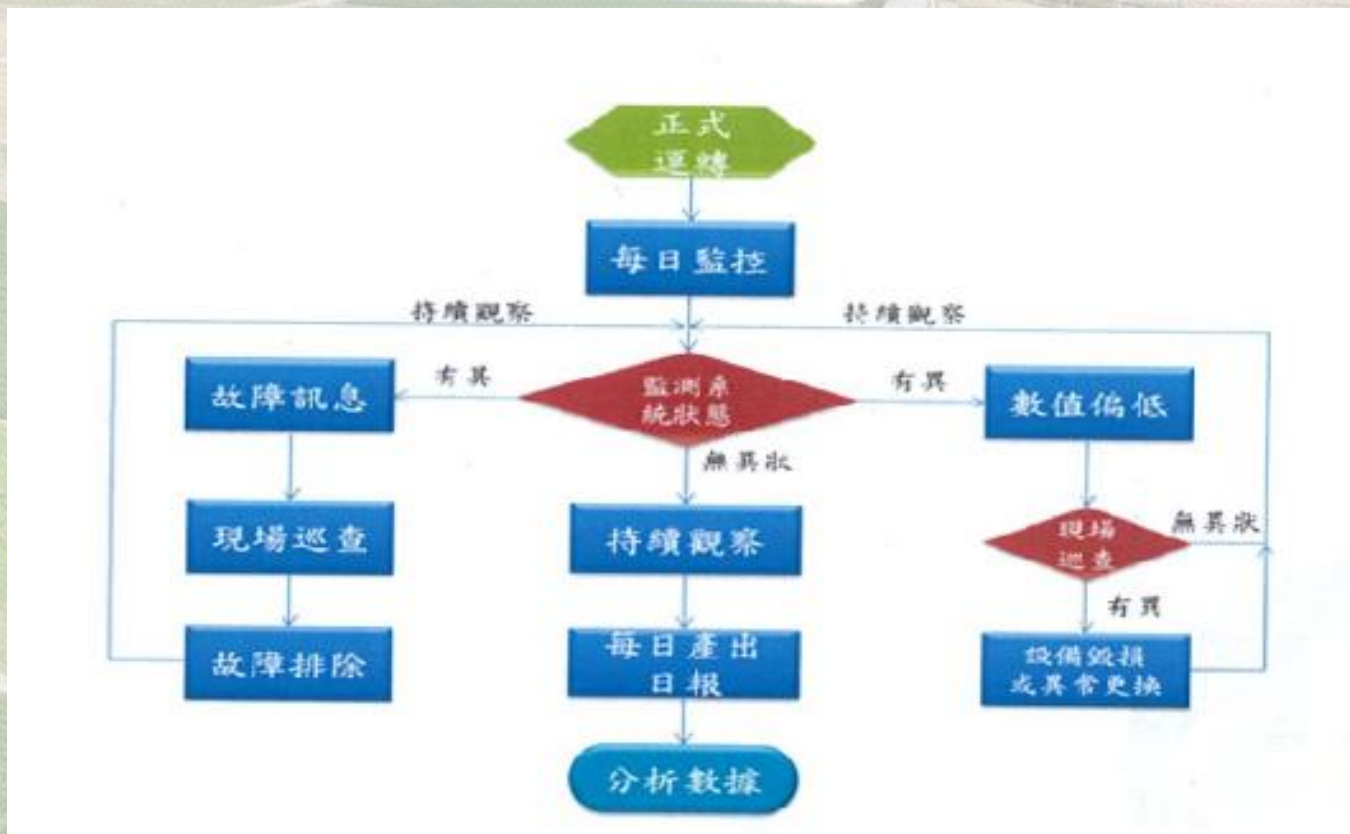 正式
運轉
每日監控
持續觀察
持續觀察
故障訊息
有異
監測系
統狀態
有異
數值偏低
無異狀
現場巡查
持續觀察
現場
巡查
無異狀
有異
故障排除
每日產出
日報
設備毀損
或異常更換
分析數據